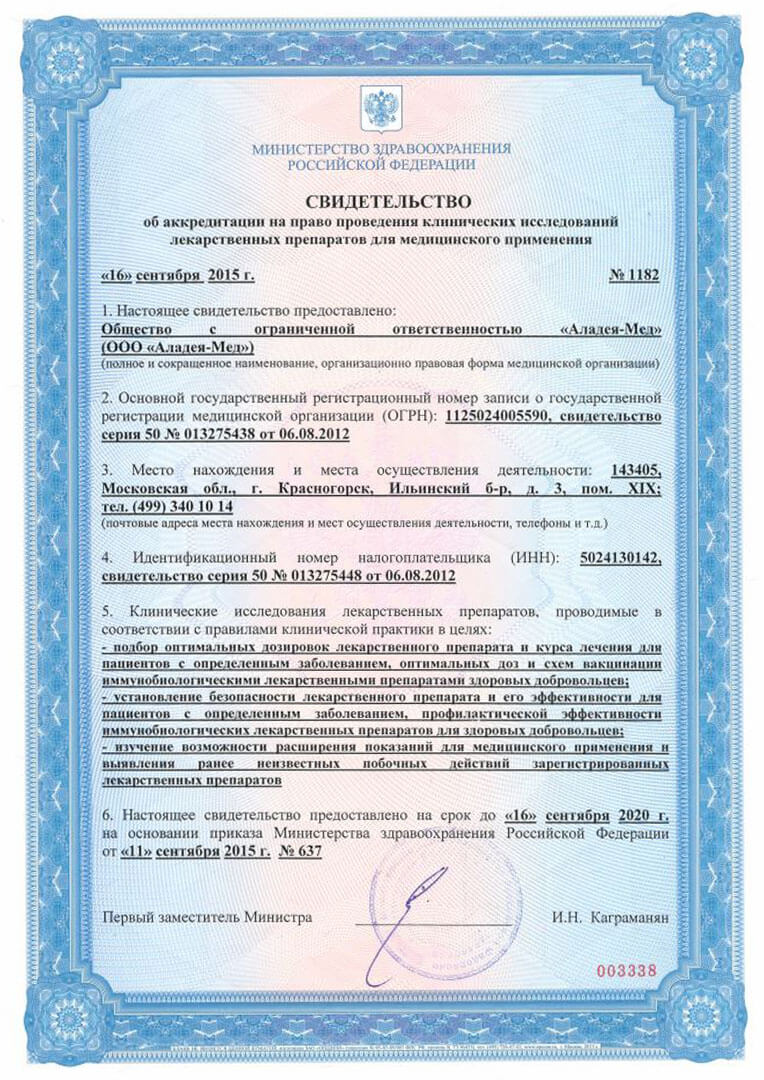 МИНИСТЕРСТВО ЗДРАВООХРАНЕНИЯ
РОССИЙСКОЙ ФЕДЕРАЦИИ
СВИДЕТЕЛЬСТВО
об аккредитации на право проведения клинических исследований
лекарственных препаратов для медицинского применения
«16» сентября 2015 г. № 1182
1. Настоящее свидетельство предоставлено:
Общество с ограниченной ответственностью «Аладея-Мед»
(ООО «Аладея-Мед»)
(полное и сокращенное наименование, организационно правовая форма медицинской организации)
2. Основной государственный регистрационный номер записи о государственной
регистрации медицинской организации (ОГРН): 1125024005590, свидетельство
серия 50 № 013275438 от 06.08.2012
3. Место нахождения и места осуществления деятельности: 143405,
Московская обл., г. Красногорск, Ильинский б-р, д. 3, пом. XIX;
тел. (499) 340 10 14
(почтовые адреса места нахождения и мест осуществления деятельности, телефоны и т.д.)
4. Идентификационный номер налогоплательщика (ИНН): 5024130142,
свидетельство серия 50 № 013275448 от 06.08.2012
5. Клинические исследования лекарственных препаратов, проводимые в
соответствии с правилами клинической практики в целях:
- подбор оптимальных дозировок лекарственного препарата и курса лечения для
пациентов с определенным заболеванием, оптимальных доз и схем вакцинации
иммунобиологическими лекарственными препаратами здоровых добровольцев;
- установление безопасности лекарственного препарата и его эффективности для
пациентов с определенным заболеванием, профилактической эффективности
иммунобиологических лекарственных препаратов для здоровых добровольцев;
- изучение возможности расширения показаний для медицинского применения и
выявления ранее неизвестных побочных действий зарегистрированных
лекарственных препаратов
6. Настоящее свидетельство предоставлено на срок до «16» сентября 2020 г.
на основании приказа Министерства здравоохранения Российской Федерации
от «11» сентября 2015 г. № 637
Первый заместитель Министра И.Н. Каграманян
003338